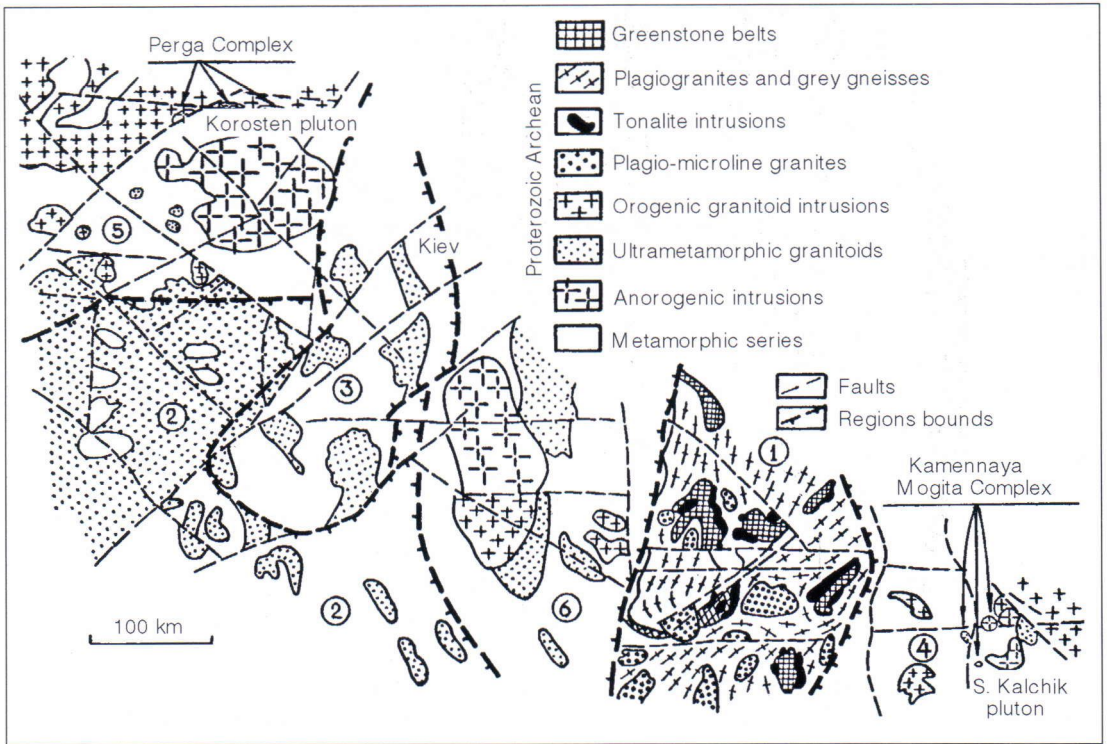 Perga Complex
Korosten pluton
Kiev
5
3
2
2
6
1
4
100 km
Proterozoic Archean
Greenstone belts
Plagiogranites and grey gneisses
Tonalite intrusions
Plagio-microline granites
Orogenic granitoid intrusions
Ultrametamorphic granitoids
Anorogenic intrusions
Metamorphic series
Faults
Regions bounds
Kamennaya
Mogita Complex
S. Kalchik
pluton